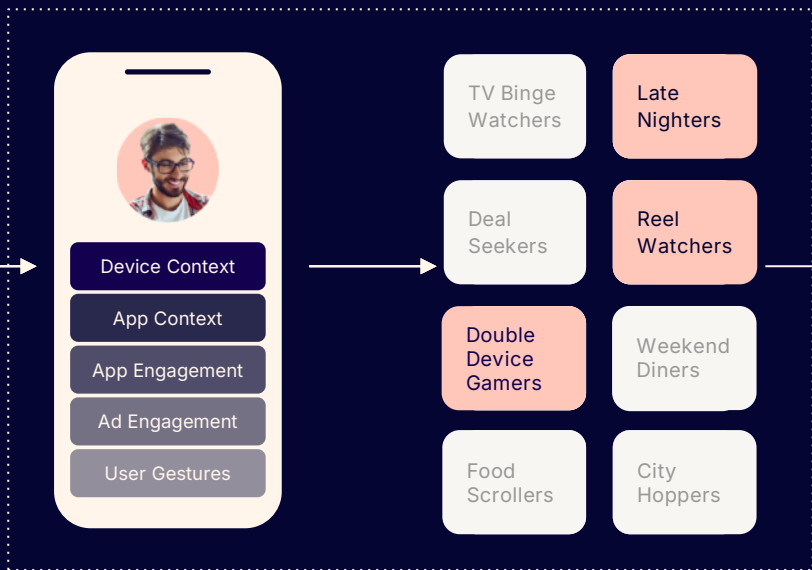 Device Context
App Context
App Engagement
Ad Engagement
User Gestures
TV Binge
Watchers
Late
Nighters
Deal
Seekers
Reel
Watchers
Double
Device
Gamers
Weekend
Diners
Food
Scrollers
City
Hoppers